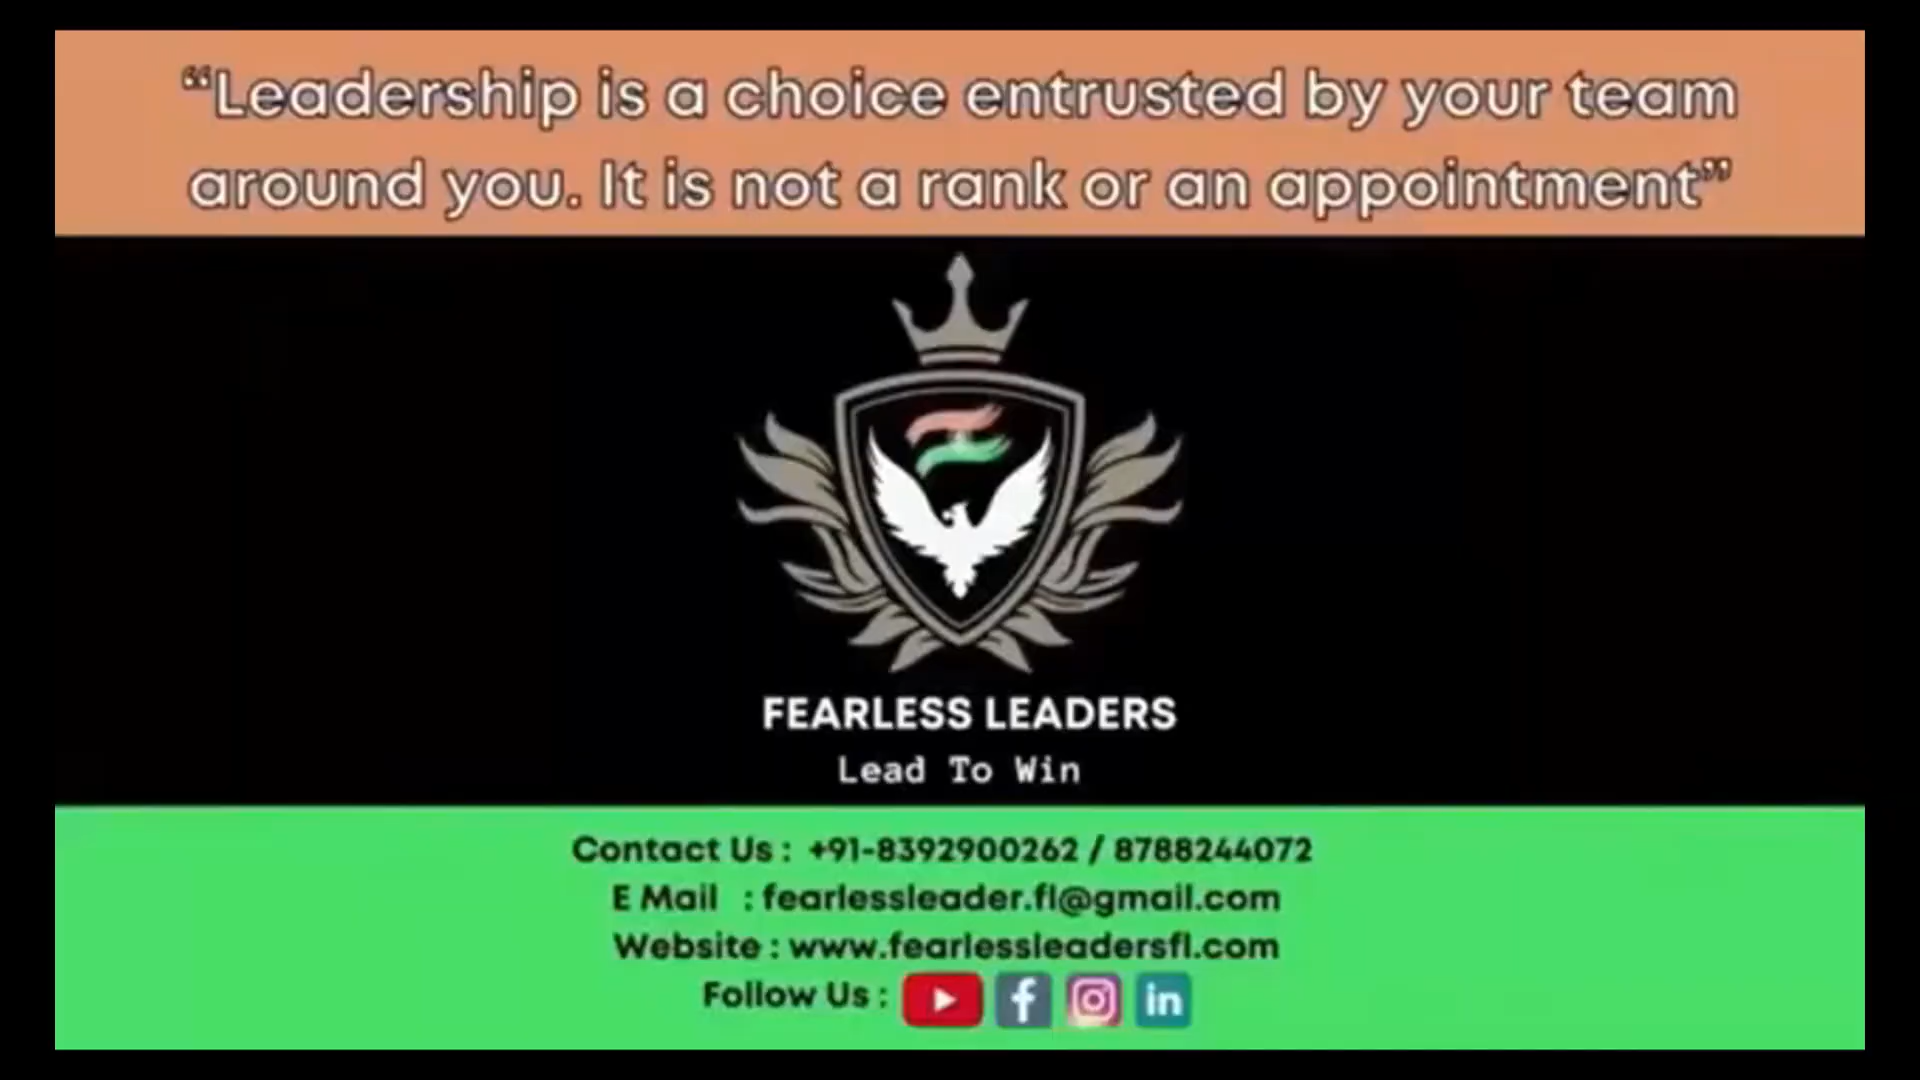 “Leadership is a choice entrusted by your team
around you. It is not a rank or an appointment”
FEARLESS LEADERS
Lead To Win
Contact Us : +91-8392900262 / 8788244072
E Mail : fearlessleader.fl@gmail.com
Website : www.fearlessleadersfl.com
Follow Us :